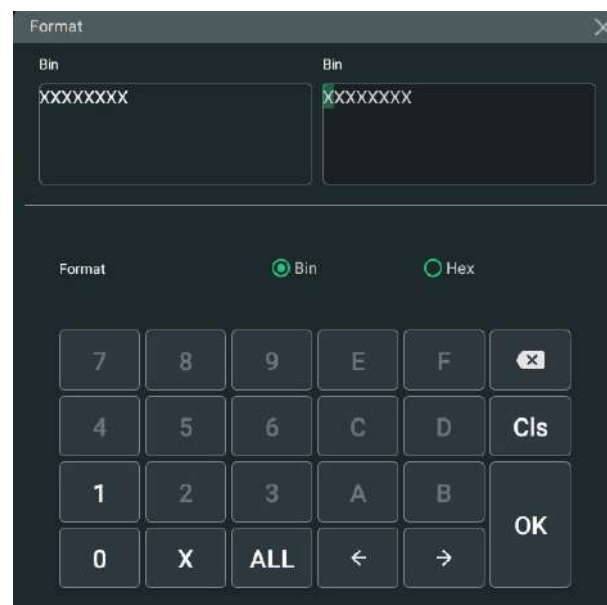 Format
Bin Bin
XXXXXXXX XXXXXXXX
Format Bin Hex
7 8 9 E F
4 5 6 C D Cls
1 2 3 A B
OK
0 X ALL ← →